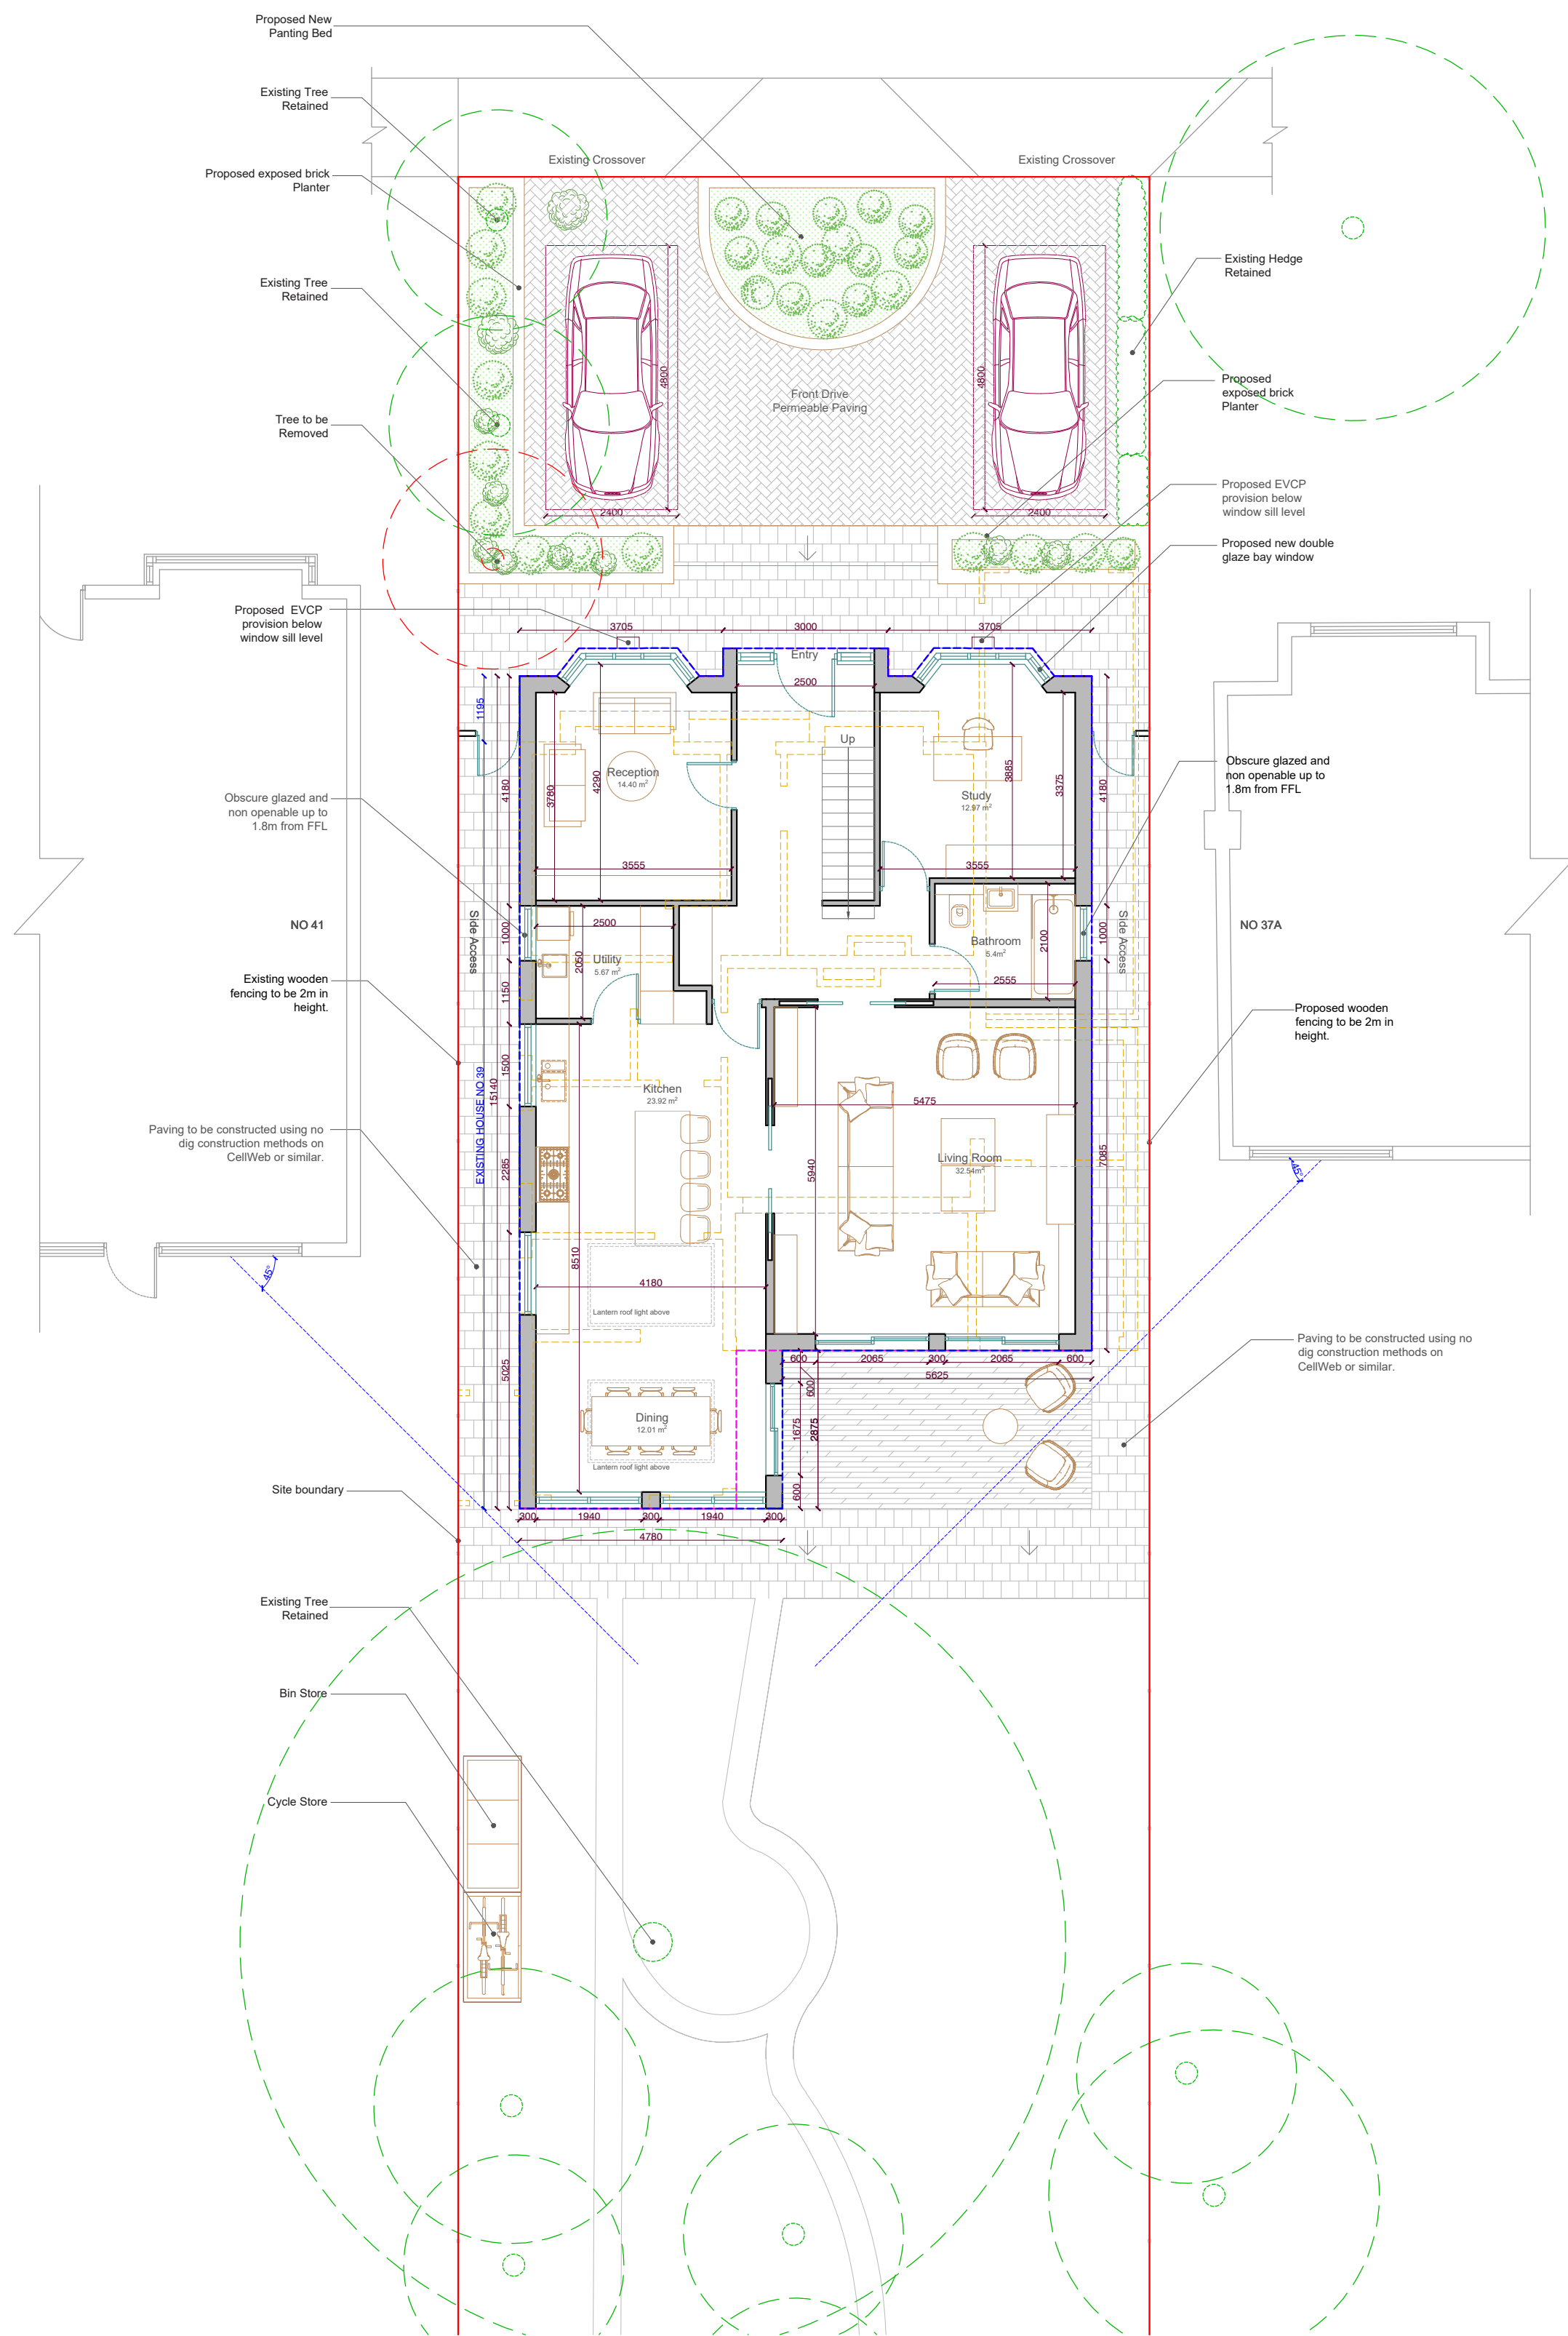 Proposed New
Panting Bed
Existing Tree
Retained
Existing Crossover
Existing Crossover
Proposed exposed brick
Planter
Existing Hedge
Retained
Existing Tree
Retained
4800
4800
Front Drive
Permeable Paving
Proposed
exposed brick
Planter
Tree to be
Removed
Proposed EVCP
provision below
window sill level
2400
2400
Proposed new double
glaze bay window
Proposed EVCP
provision below
window sill level
3705
3000
3705
Entry
2500
1195
Up
Reception
14.40 m²
3780
4290
4180
3885
3375
4180
Study
12.97 m²
Obscure glazed and
non openable up to
1.8m from FFL
Obscure glazed and
non openable up to
1.8m from FFL
3555
3555
NO 41
Side Access
1000
2500
2050
Utility
5.67 m²
Bathroom
5.4m²
2100
1000
Side Access
NO 37A
2555
Existing wooden
fencing to be 2m in
height.
1150
Proposed wooden
fencing to be 2m in
height.
1500
15140
EXISTING HOUSE NO 39
Kitchen
23.92 m²
5475
Paving to be constructed using no
dig construction methods on
CellWeb or similar.
2285
5940
Living Room
32.54m²
7085
45°
45°
8510
4180
Lantern roof light above
5025
600
2065
300
2065
600
5625
Paving to be constructed using no
dig construction methods on
CellWeb or similar.
600
1675
2875
600
Dining
12.01 m²
Lantern roof light above
Site boundary
300
1940
300
1940
300
4780
Existing Tree
Retained
Bin Store
Cycle Store